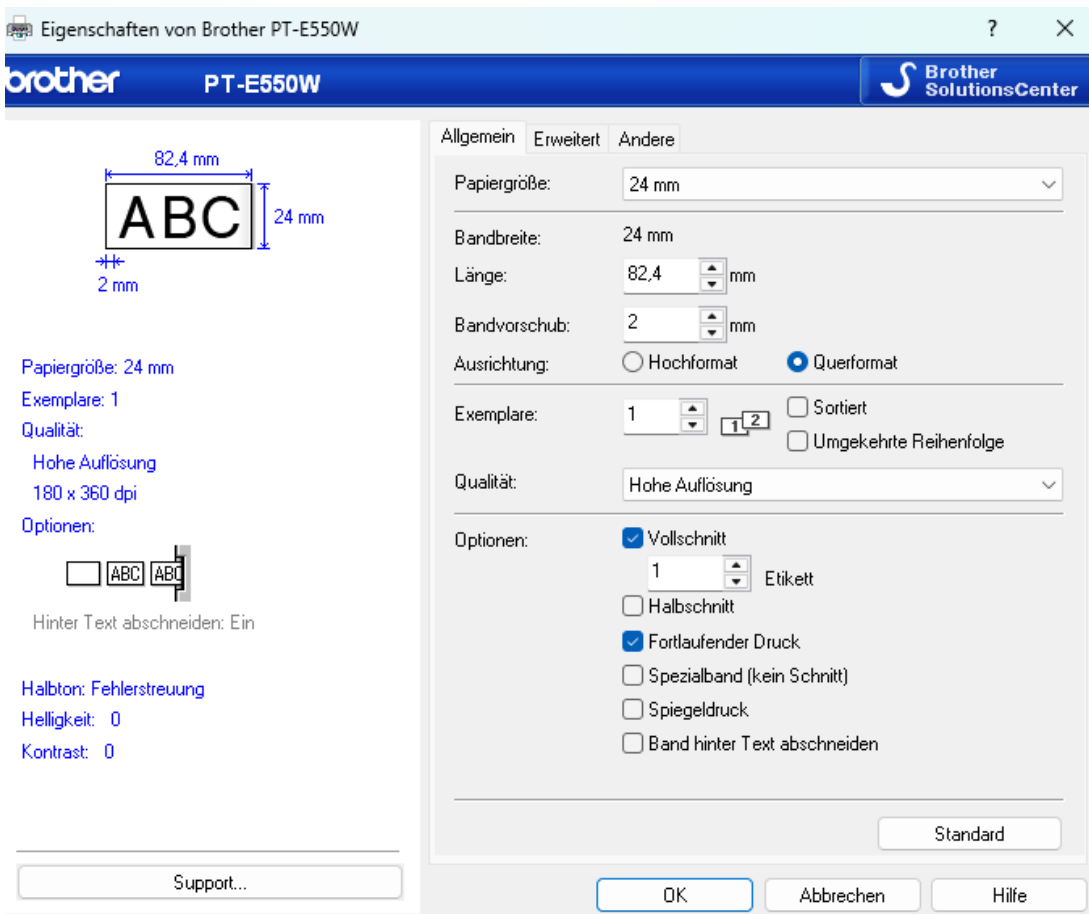 Eigenschaften von Brother PT-E550W
brother PT-E550W Brother SolutionsCenter
82,4 mm
ABC
24 mm
2 mm
Papiergröße: 24 mm
Exemplare: 1
Qualität:
Hohe Auflösung
180 x 360 dpi
Optionen:
ABC ABC
Hinter Text abschneiden: Ein
Halbton: Fehlerstreuung
Helligkeit: 0
Kontrast: 0
Support...
Allgemein Erweitert Andere
Papiergröße: 24 mm
Bandbreite: 24 mm
Länge: 82,4 mm
Bandvorschub: 2 mm
Ausrichtung: Hochformat Querformat
Exemplare: 1 1 2 Sortiert
Umgekehrte Reihenfolge
Qualität: Hohe Auflösung
Optionen: Vollschnitt
1 Etikett
Halbschnitt
Fortlaufender Druck
Spezialband (kein Schnitt)
Spiegeldruck
Band hinter Text abschneiden
Standard
OK Abbrechen Hilfe